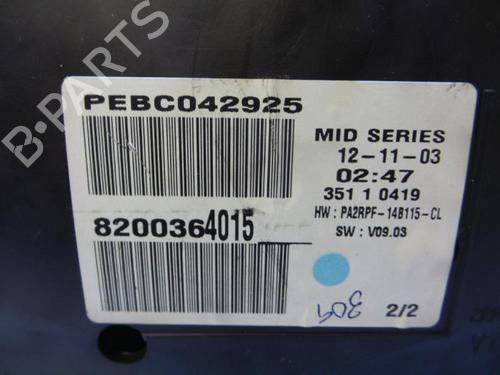 B-PARTS
PEBC042925
MID SERIES
12-11-03
02:47
351 1 0419
HW : PA2RPF-14B115-CL
SW : V09.03
8200364015
309
2/2